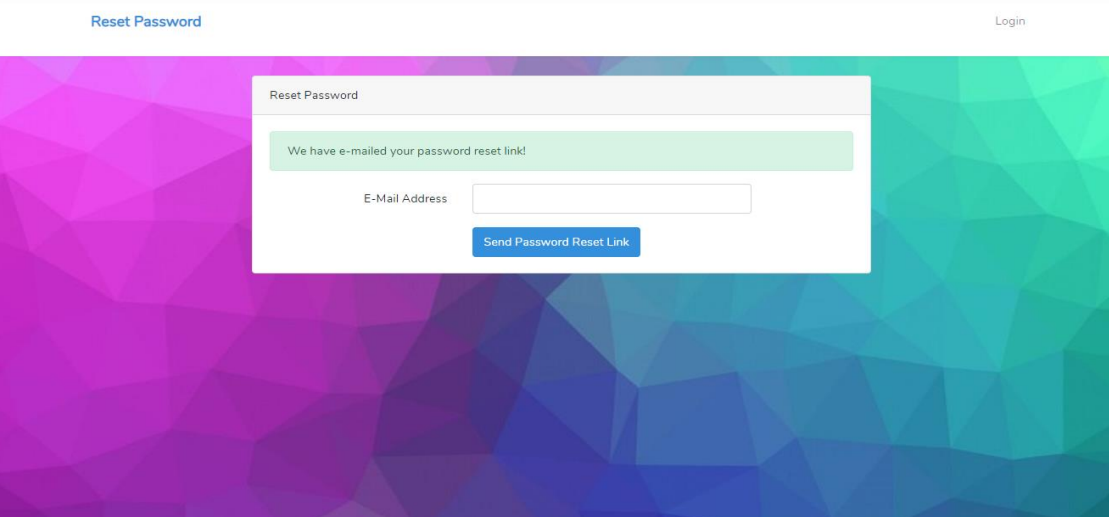 Reset Password
Login
Reset Password
We have e-mailed your password reset link!
E-Mail Address
Send Password Reset Link